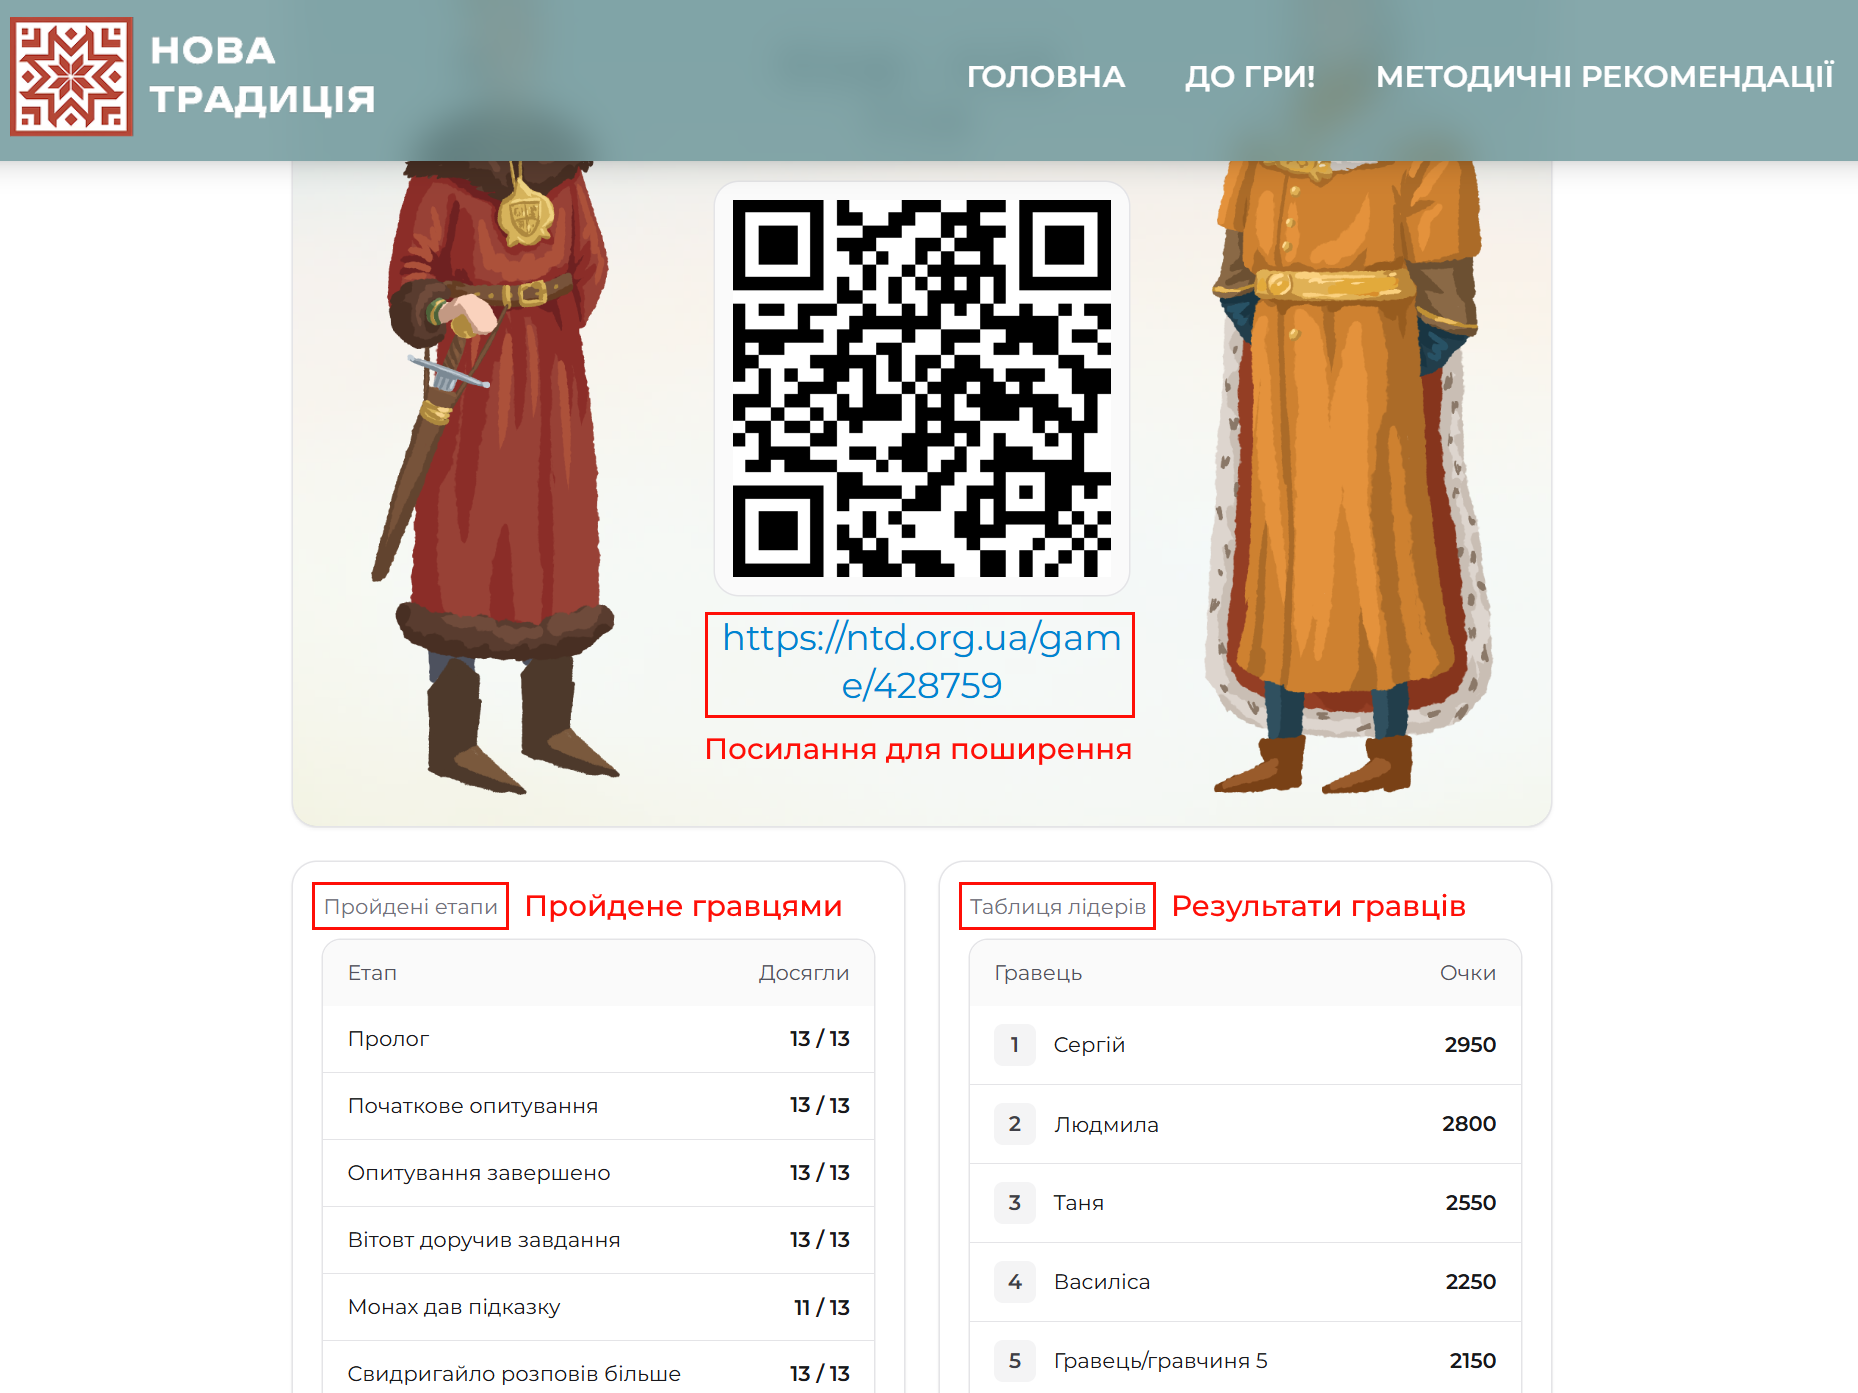 НОВА
ТРАДИЦІЯ
ГОЛОВНА
ДО ГРИ!
МЕТОДИЧНІ РЕКОМЕНДАЦІЇ
https://ntd.org.ua/gam
e/428759
Посилання для поширення
Пройдені етапи
Пройдене гравцями
Етап
Досягли
Пролог
13 / 13
Початкове опитування
13 / 13
Опитування завершено
13 / 13
Вітовт доручив завдання
13 / 13
Монах дав підказку
11 / 13
Свидригайло розповів більше
13 / 13
Таблиця лідерів
Результати гравців
Гравець
Очки
1
Сергій
2950
2
Людмила
2800
3
Таня
2550
4
Василіса
2250
5
Гравець/гравчиня 5
2150